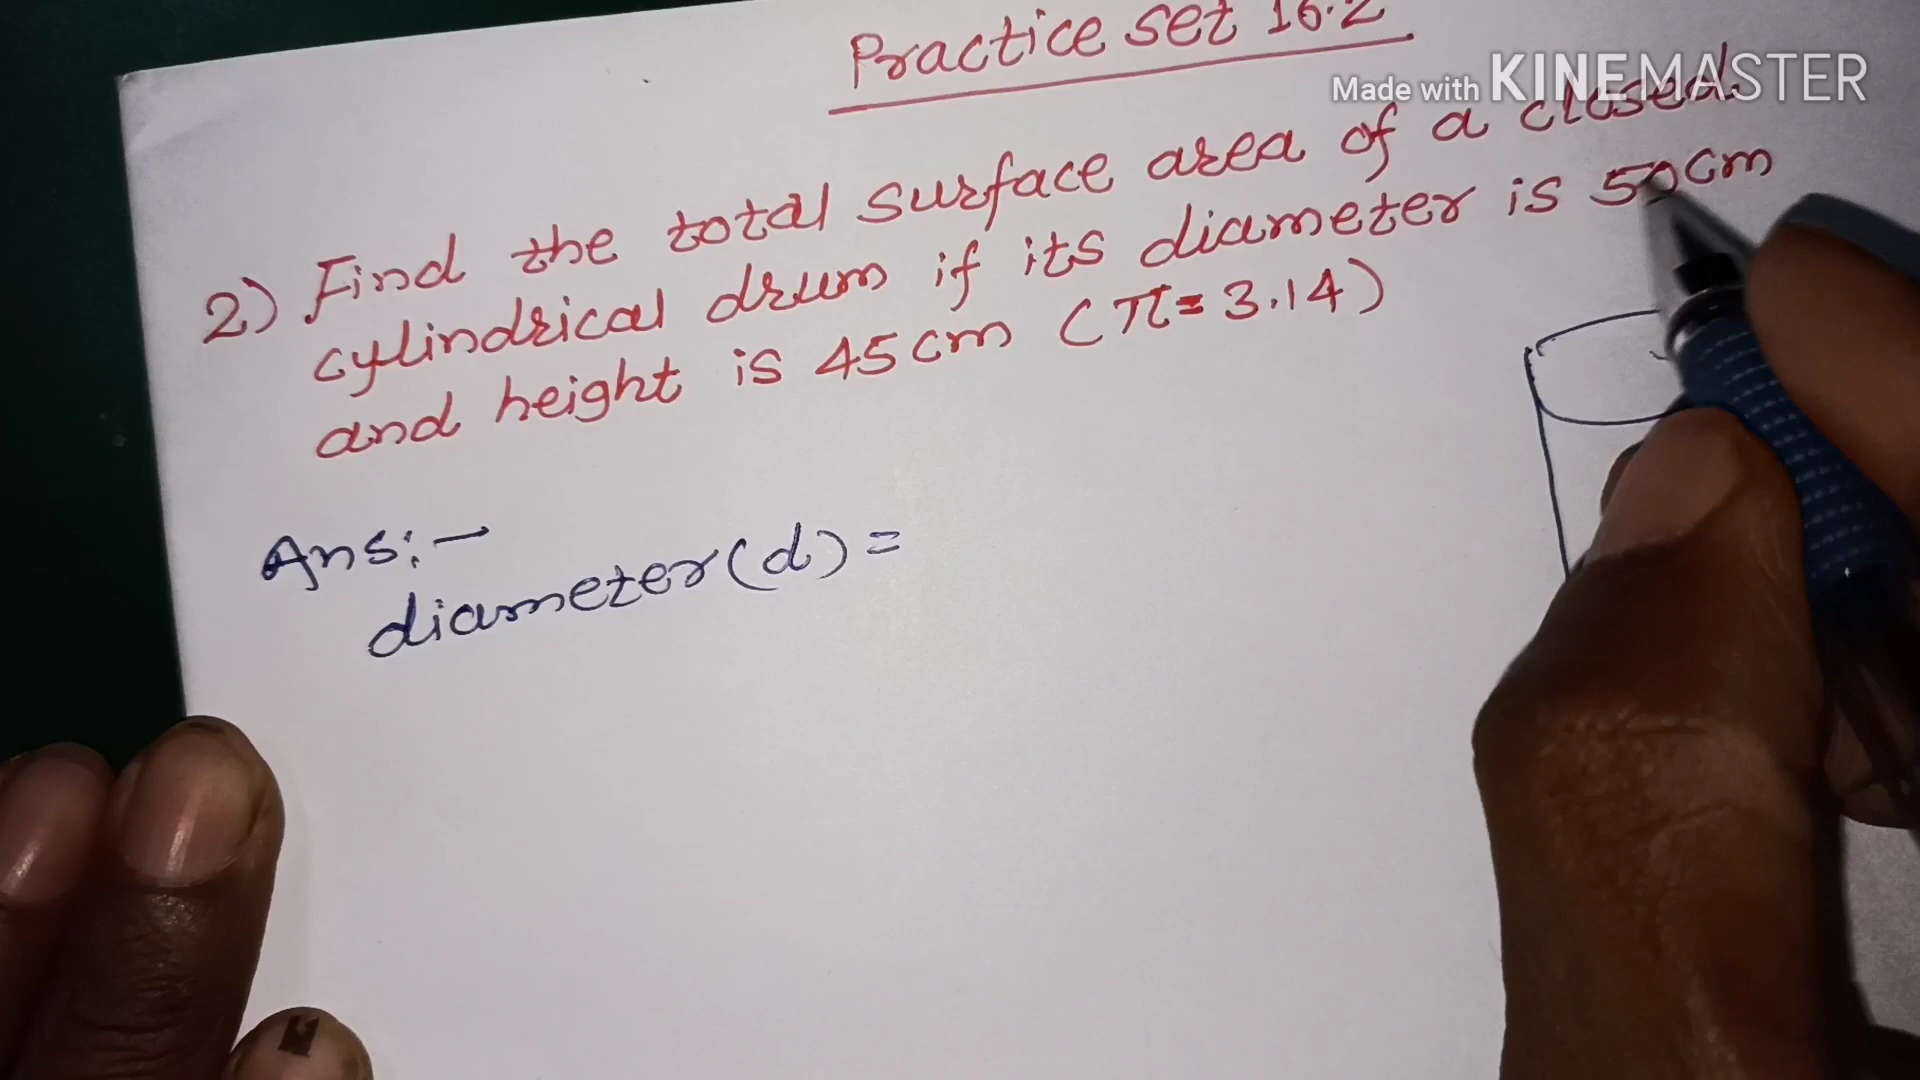 Practice set 16.2
Made with KINEMASTER
2) Find the total surface area of a closed
cylindrical drum if its diameter is 50cm
and height is 45cm (π=3.14)
Ans:-
diameter(d)=